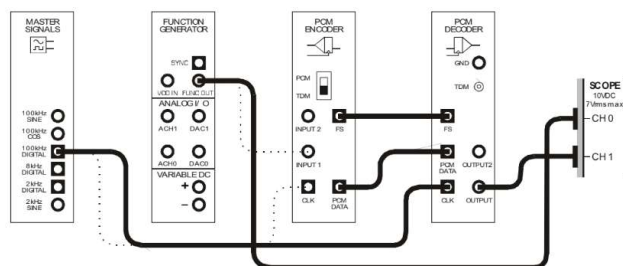 MASTER
SIGNALS
100kHz
SINE
100kHz
COS
100kHz
DIGITAL
8kHz
DIGITAL
2kHz
DIGITAL
2kHz
SINE
FUNCTION
GENERATOR
SYNC
VCO IN FUNC OUT
ANALOG I/ O
ACH1 DAC1
ACH0 DAC0
VARIABLE DC
+
−
PCM
ENCODER
PCM
TDM
INPUT 2 FS
INPUT 1
CLK PCM
DATA
PCM
DECODER
GND
TDM
FS
PCM
DATA OUTPUT2
CLK OUTPUT
SCOPE
10VDC
7Vrms max
CH 0
CH 1